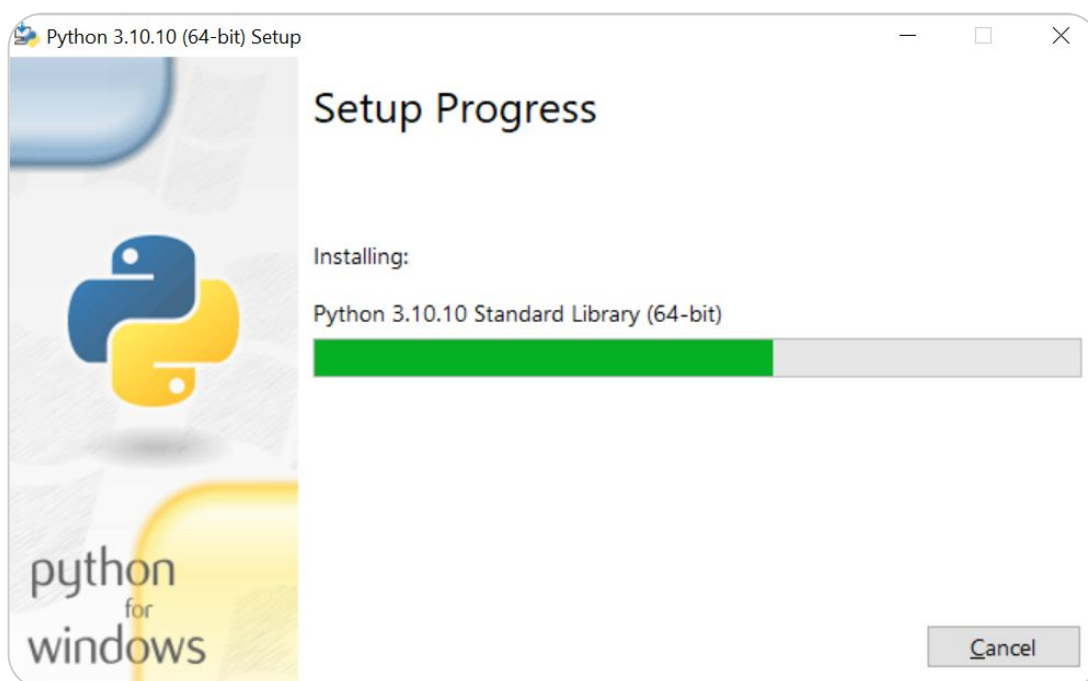 Python 3.10.10 (64-bit) Setup
Setup Progress
Installing:
Python 3.10.10 Standard Library (64-bit)
python
for
windows
Cancel